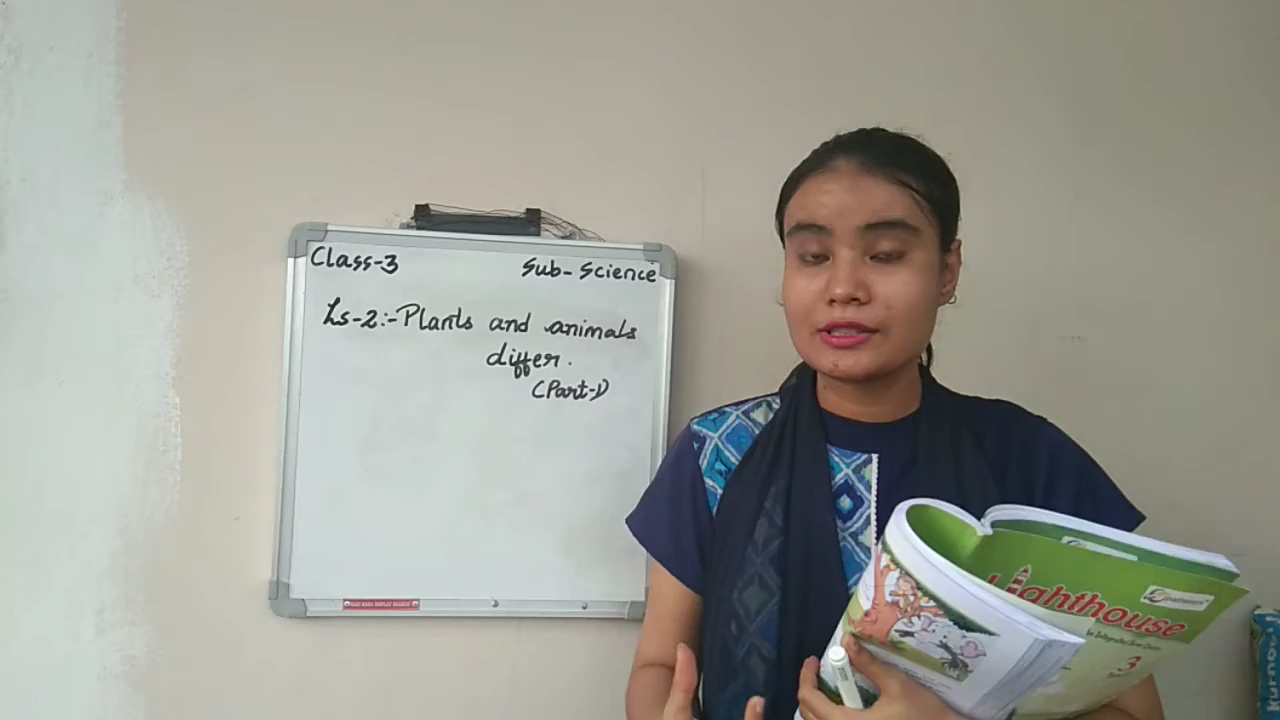 Class-3
Sub- Science
Ls-2:- Plants and animals
differ.
(Part-1)
Lighthouse
3